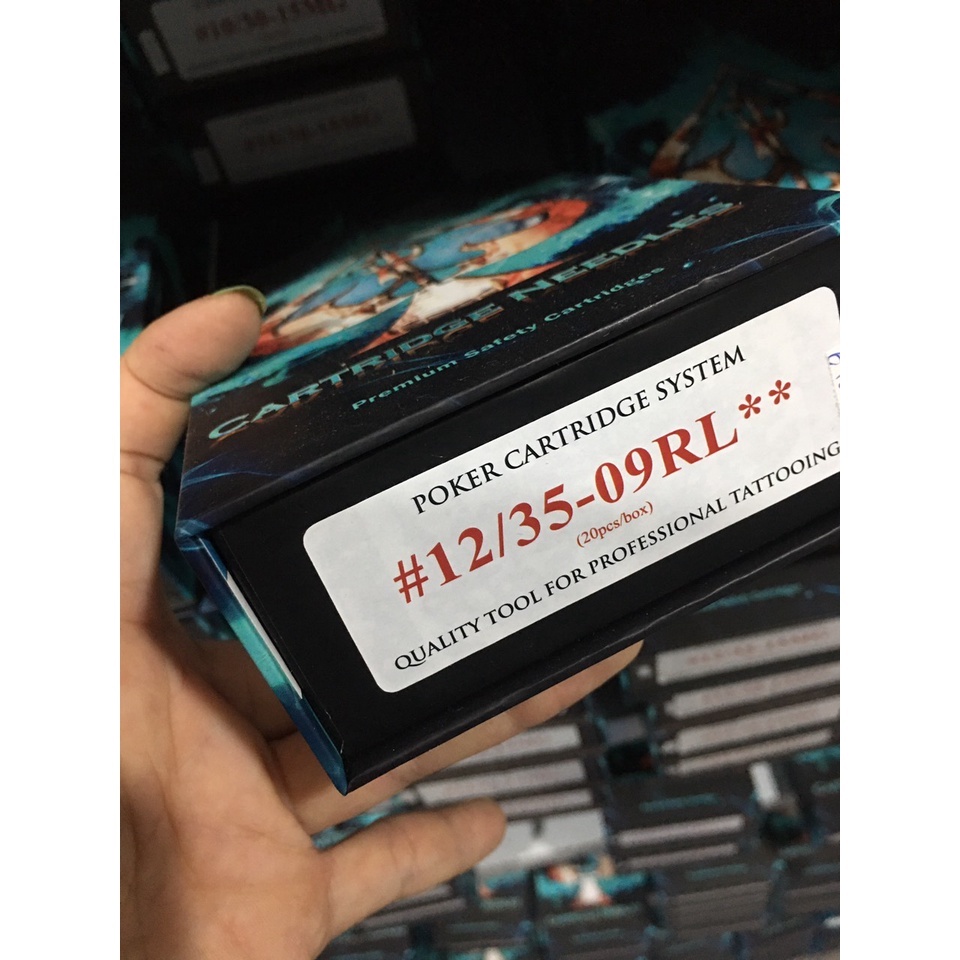 CARTRIDGE NEEDLES
Premium Safety Cartridges
POKER CARTRIDGE SYSTEM
#12/35-09RL**
(20pcs/box)
QUALITY TOOL FOR PROFESSIONAL TATTOOING